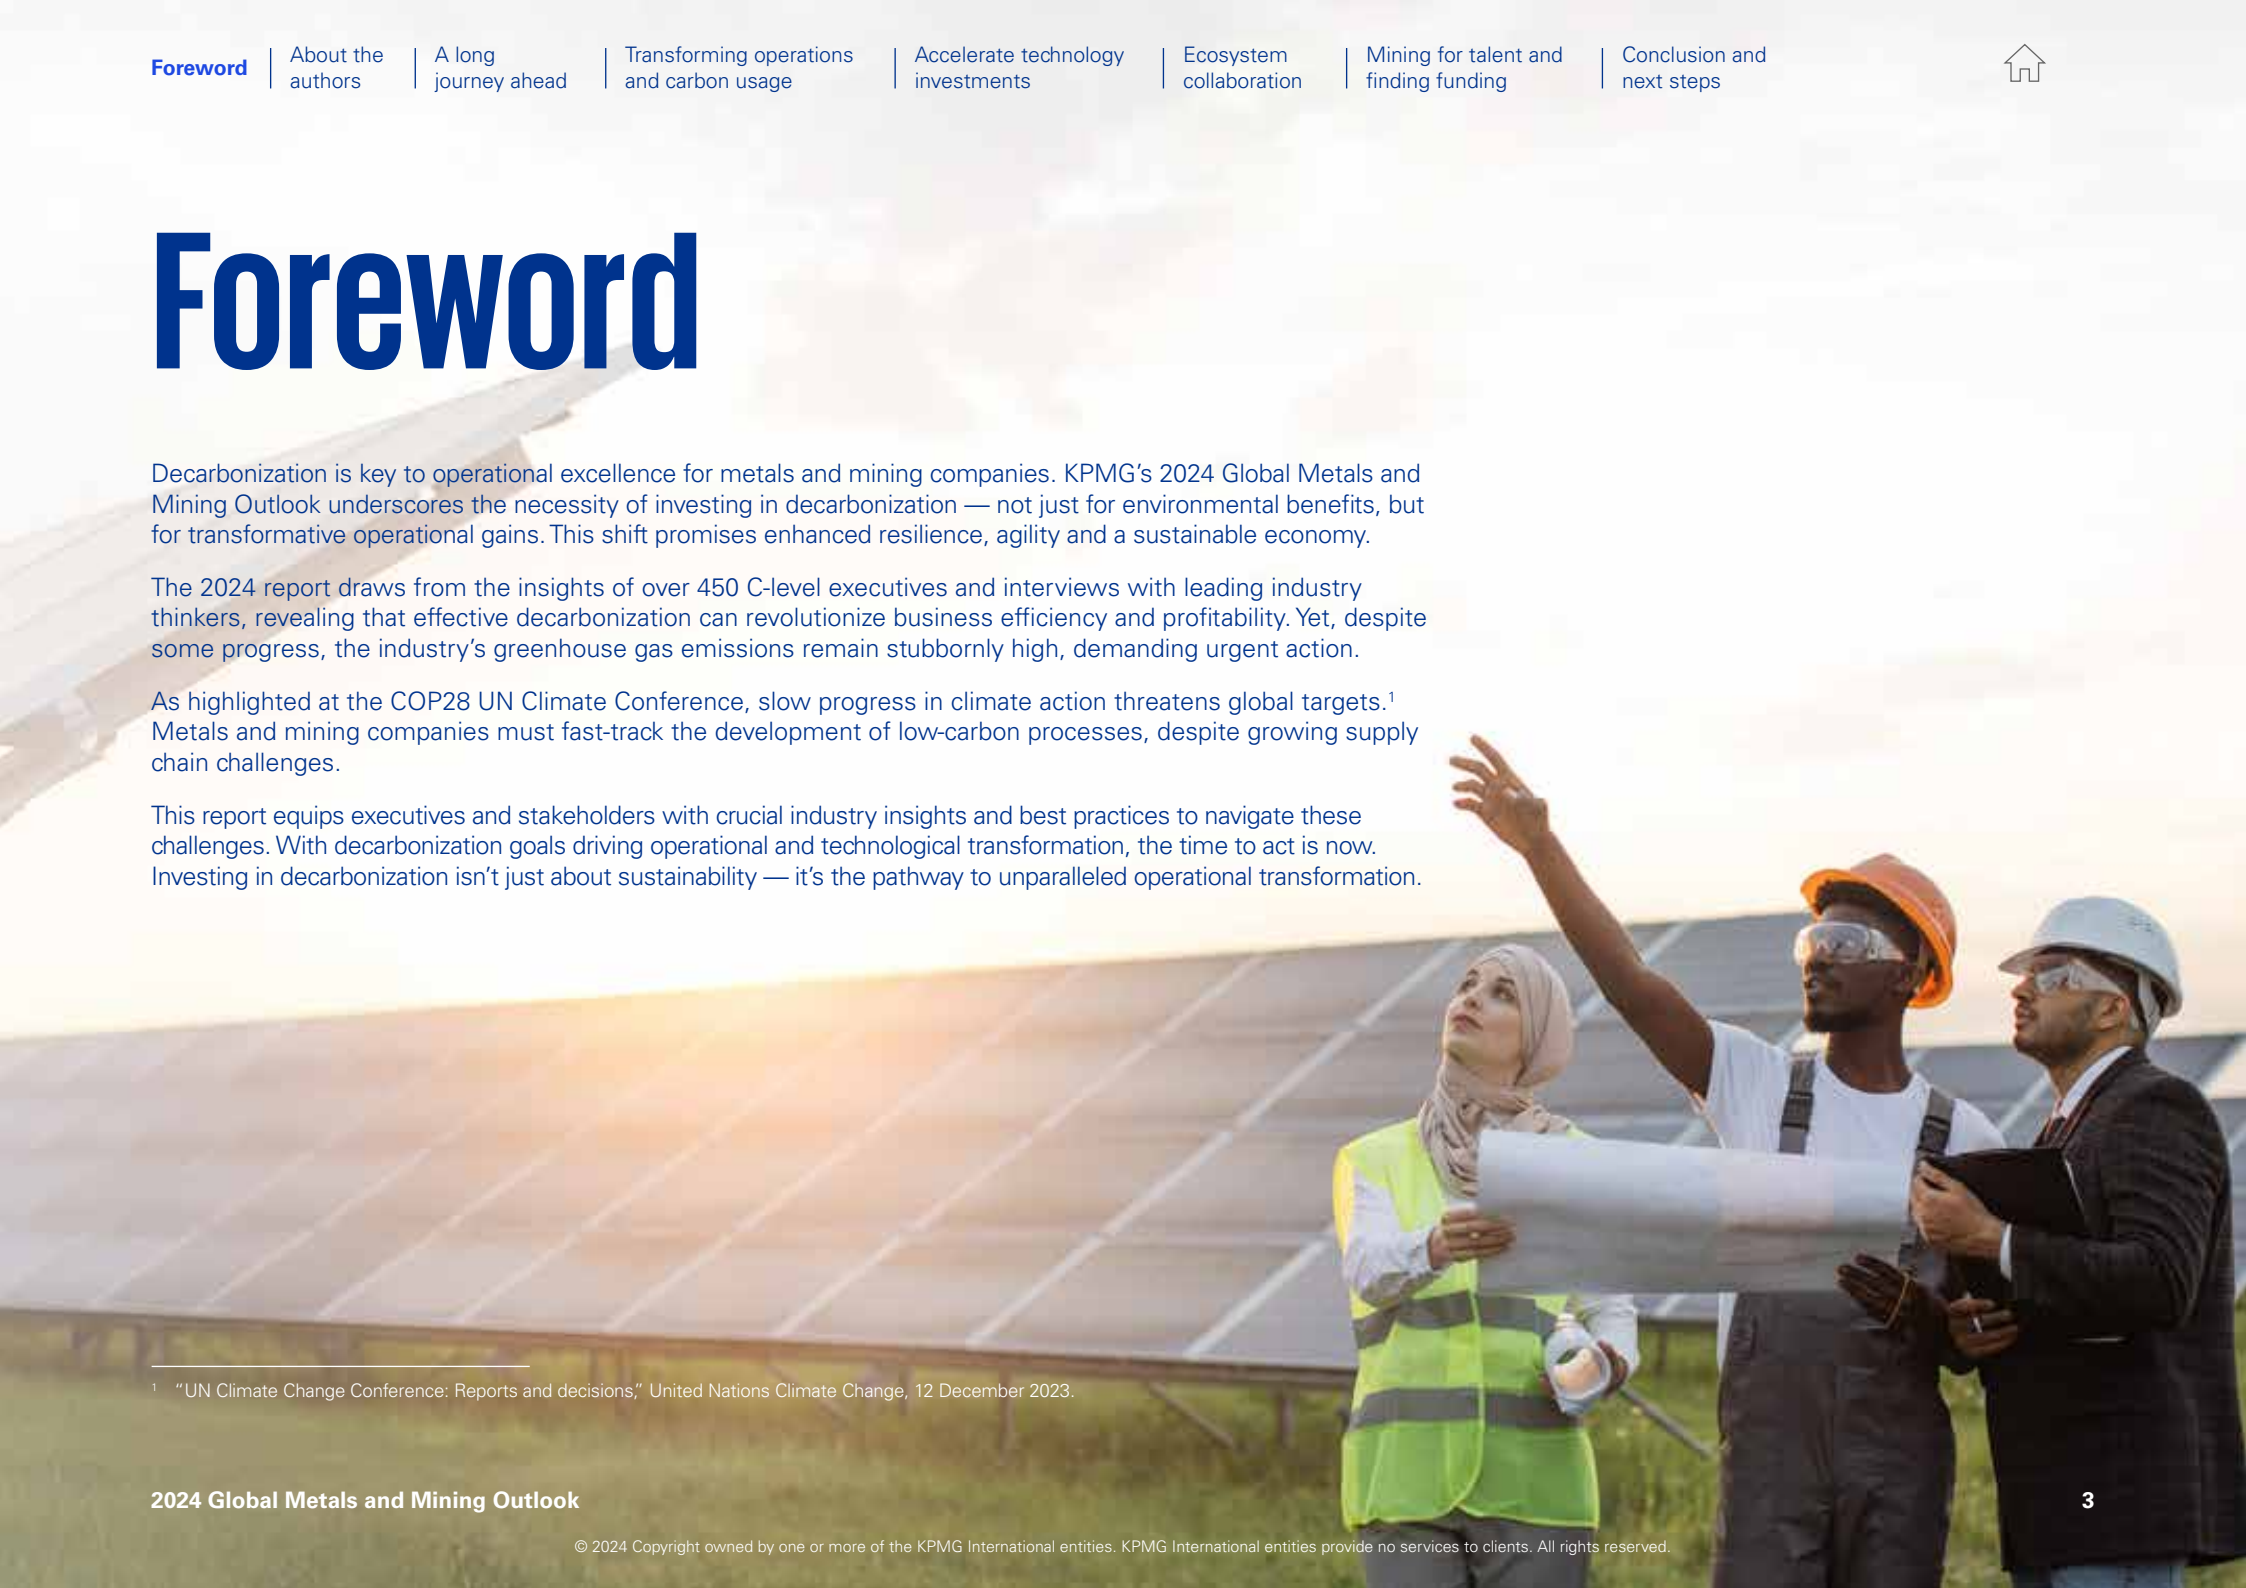 Foreword
About the
authors
A long
journey ahead
Transforming operations
and carbon usage
Accelerate technology
investments
Ecosystem
collaboration
Mining for talent and
finding funding
Conclusion and
next steps
Foreword
Decarbonization is key to operational excellence for metals and mining companies. KPMG’s 2024 Global Metals and
Mining Outlook underscores the necessity of investing in decarbonization — not just for environmental benefits, but
for transformative operational gains. This shift promises enhanced resilience, agility and a sustainable economy.
The 2024 report draws from the insights of over 450 C-level executives and interviews with leading industry
thinkers, revealing that effective decarbonization can revolutionize business efficiency and profitability. Yet, despite
some progress, the industry’s greenhouse gas emissions remain stubbornly high, demanding urgent action.
As highlighted at the COP28 UN Climate Conference, slow progress in climate action threatens global targets.¹
Metals and mining companies must fast-track the development of low-carbon processes, despite growing supply
chain challenges.
This report equips executives and stakeholders with crucial industry insights and best practices to navigate these
challenges. With decarbonization goals driving operational and technological transformation, the time to act is now.
Investing in decarbonization isn’t just about sustainability — it’s the pathway to unparalleled operational transformation.
¹ “UN Climate Change Conference: Reports and decisions,” United Nations Climate Change, 12 December 2023.
2024 Global Metals and Mining Outlook
3
© 2024 Copyright owned by one or more of the KPMG International entities. KPMG International entities provide no services to clients. All rights reserved.